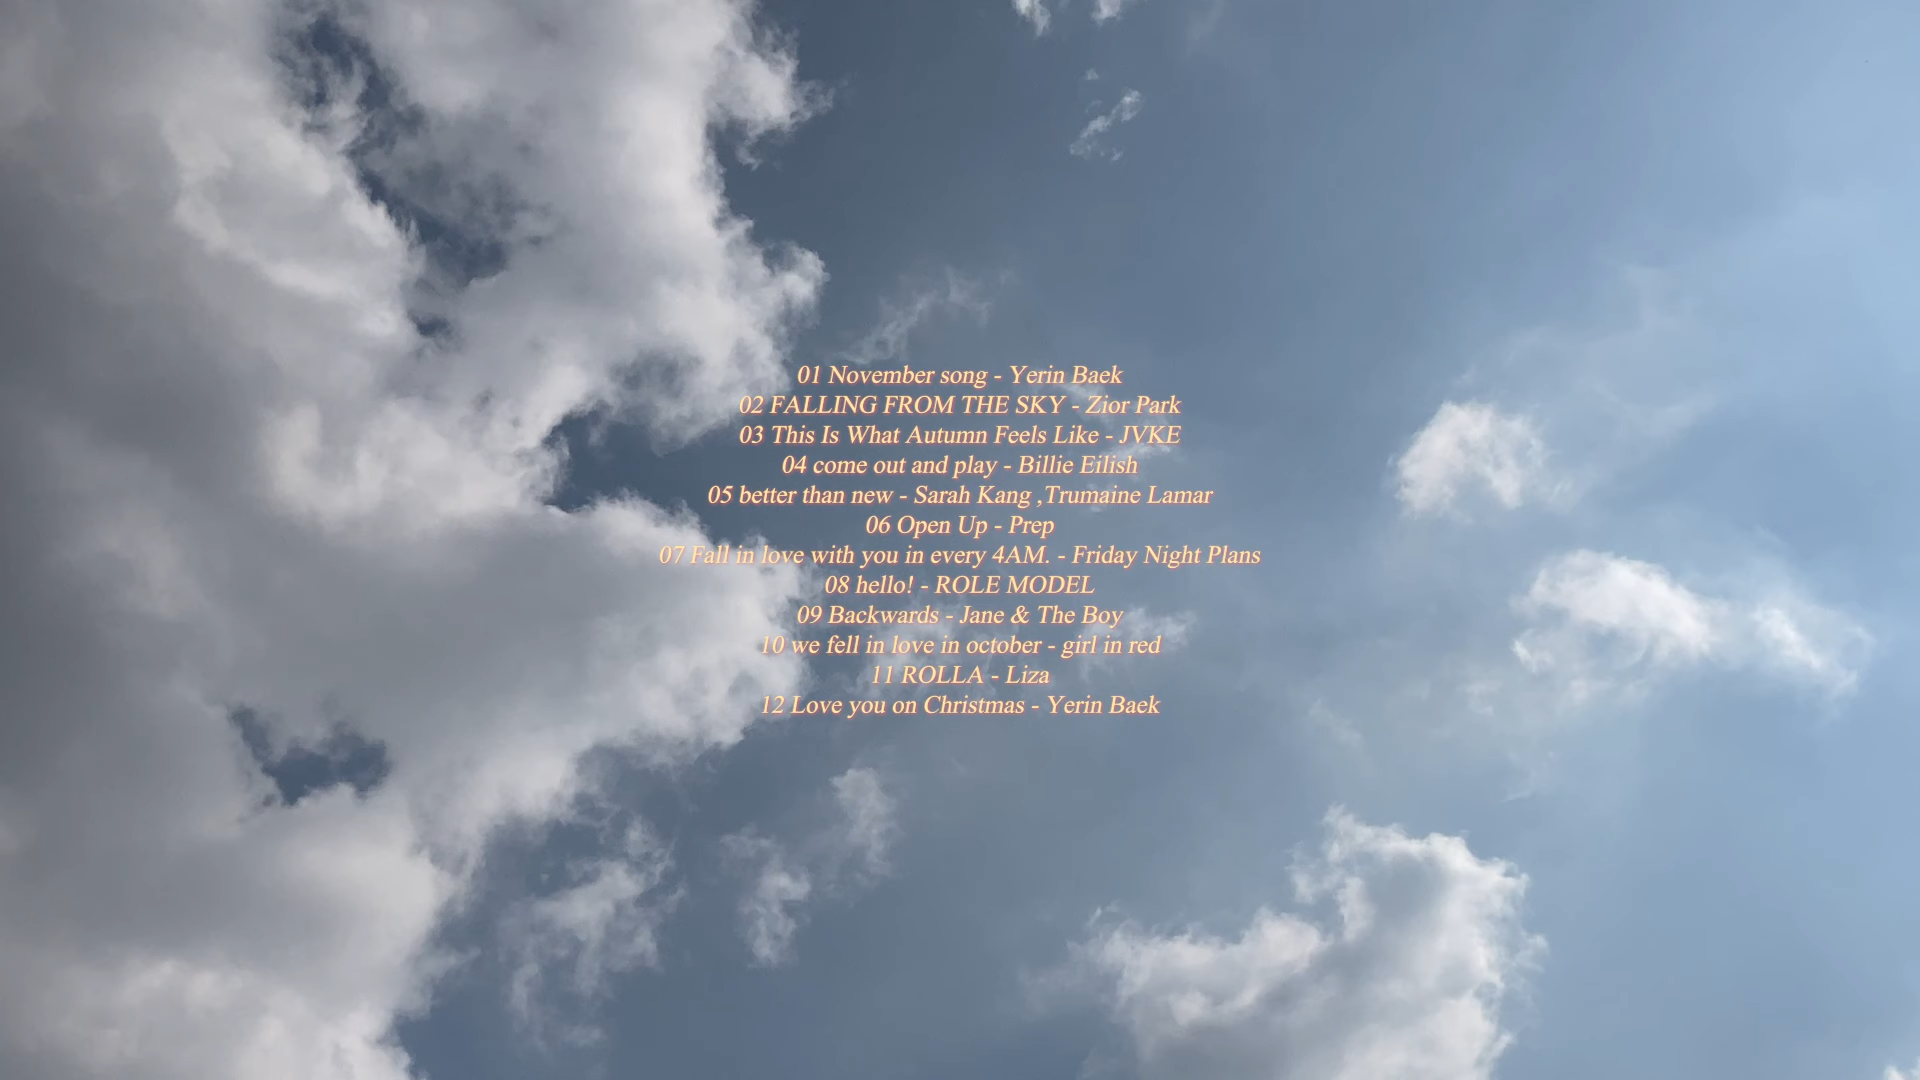 01 November song - Yerin Baek
02 FALLING FROM THE SKY - Zior Park
03 This Is What Autumn Feels Like - JVKE
04 come out and play - Billie Eilish
05 better than new - Sarah Kang ,Trumaine Lamar
06 Open Up - Prep
07 Fall in love with you in every 4AM. - Friday Night Plans
08 hello! - ROLE MODEL
09 Backwards - Jane & The Boy
10 we fell in love in october - girl in red
11 ROLLA - Liza
12 Love you on Christmas - Yerin Baek